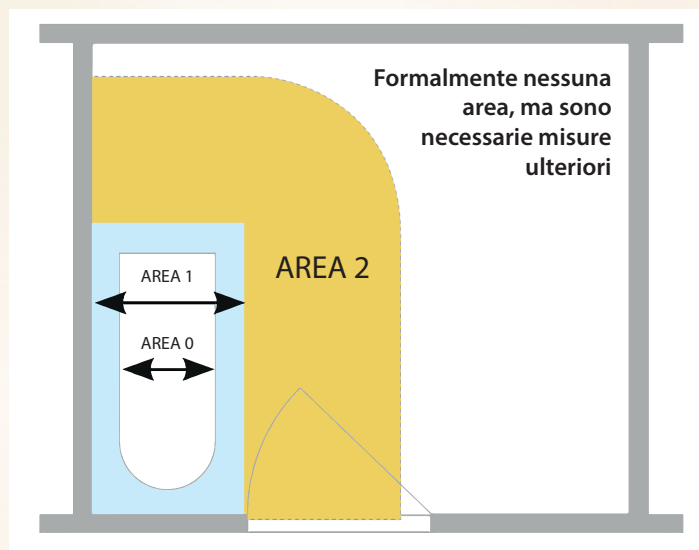 Formalmente nessuna
area, ma sono
necessarie misure
ulteriori
AREA 2
AREA 1
AREA 0